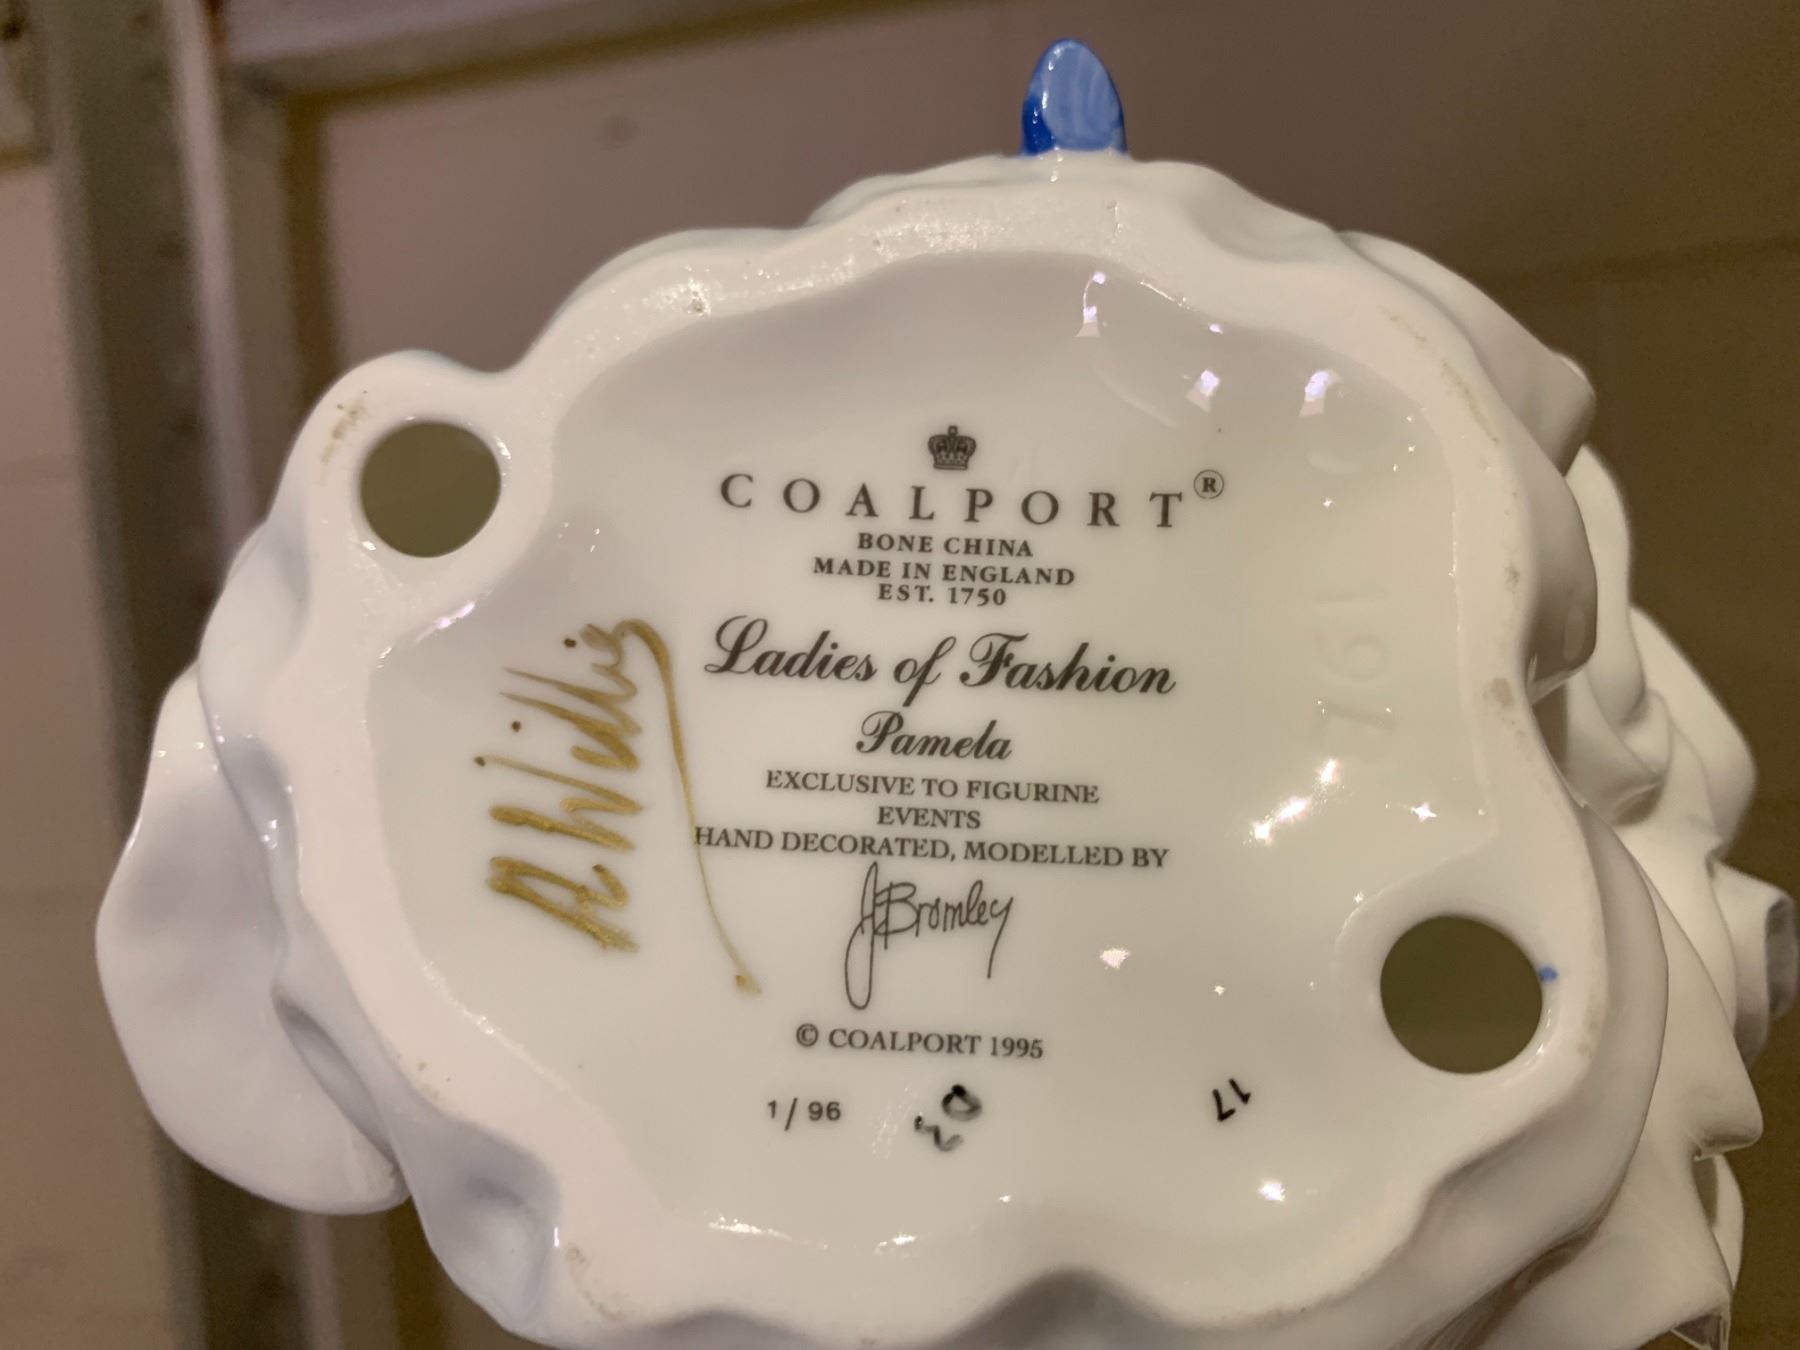 COALPORT®
BONE CHINA
MADE IN ENGLAND
EST. 1750
Ladies of Fashion
Pamela
EXCLUSIVE TO FIGURINE
EVENTS
HAND DECORATED, MODELLED BY
J Bromley
© COALPORT 1995
1/96
17
A Willis